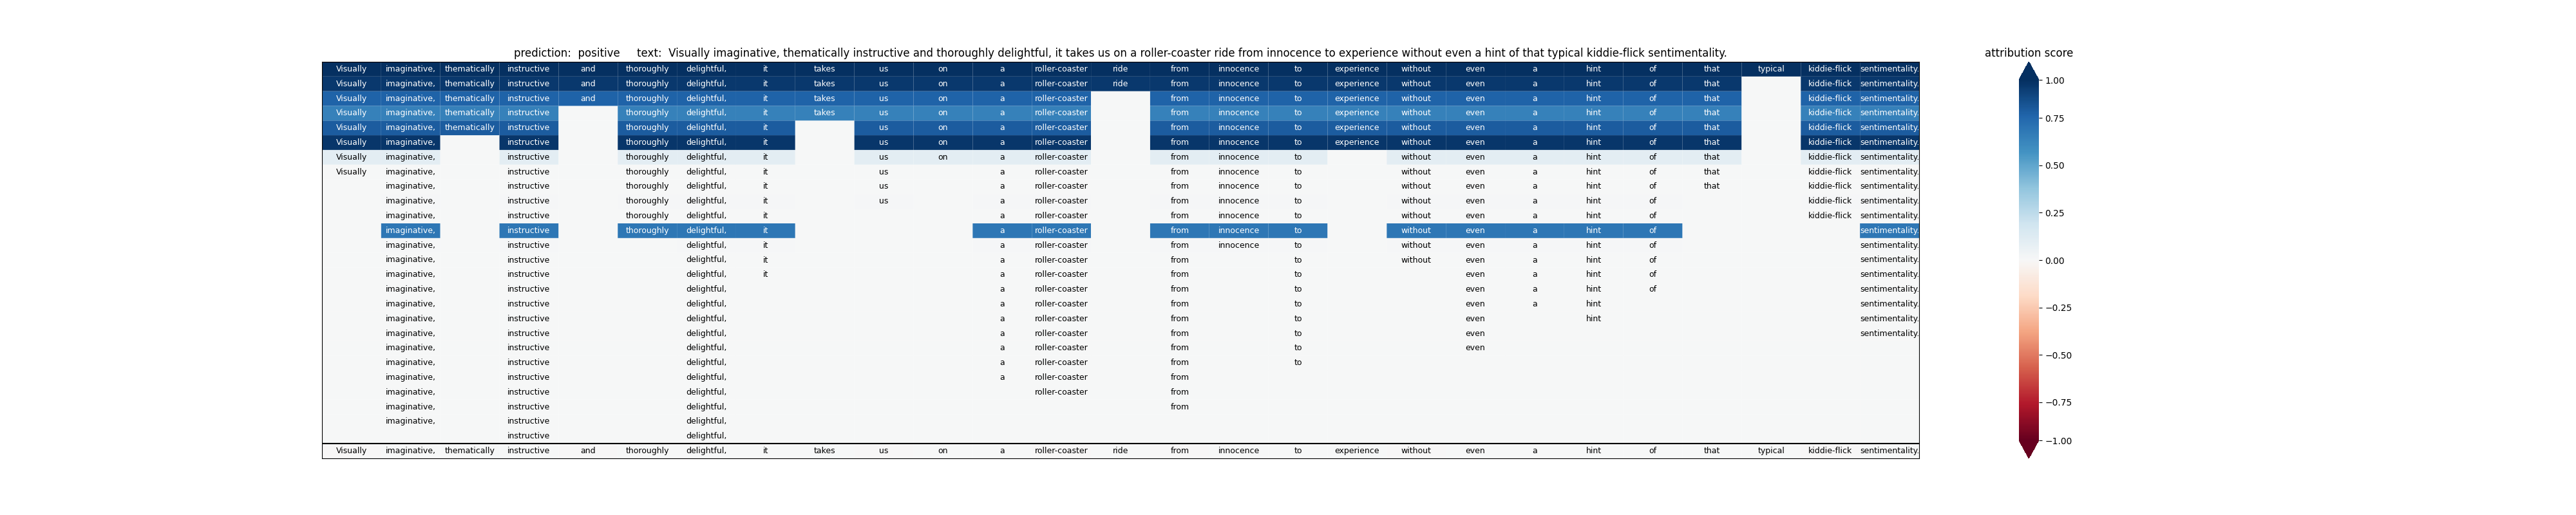 prediction: positive text: Visually imaginative, thematically instructive and thoroughly delightful, it takes us on a roller-coaster ride from innocence to experience without even a hint of that typical kiddie-flick sentimentality. attribution score
Visually imaginative, thematically instructive and thoroughly delightful, it takes us on a roller-coaster ride from innocence to experience without even a hint of that typical kiddie-flick sentimentality.
Visually imaginative, thematically instructive and thoroughly delightful, it takes us on a roller-coaster ride from innocence to experience without even a hint of that kiddie-flick sentimentality.
Visually imaginative, thematically instructive and thoroughly delightful, it takes us on a roller-coaster from innocence to experience without even a hint of that kiddie-flick sentimentality.
Visually imaginative, thematically instructive thoroughly delightful, it takes us on a roller-coaster from innocence to experience without even a hint of that kiddie-flick sentimentality.
Visually imaginative, thematically instructive thoroughly delightful, it us on a roller-coaster from innocence to experience without even a hint of that kiddie-flick sentimentality.
Visually imaginative, instructive thoroughly delightful, it us on a roller-coaster from innocence to experience without even a hint of that kiddie-flick sentimentality.
Visually imaginative, instructive thoroughly delightful, it us on a roller-coaster from innocence to without even a hint of that kiddie-flick sentimentality.
Visually imaginative, instructive thoroughly delightful, it us a roller-coaster from innocence to without even a hint of that kiddie-flick sentimentality.
imaginative, instructive thoroughly delightful, it us a roller-coaster from innocence to without even a hint of that kiddie-flick sentimentality.
imaginative, instructive thoroughly delightful, it us a roller-coaster from innocence to without even a hint of kiddie-flick sentimentality.
imaginative, instructive thoroughly delightful, it a roller-coaster from innocence to without even a hint of kiddie-flick sentimentality.
imaginative, instructive thoroughly delightful, it a roller-coaster from innocence to without even a hint of sentimentality.
imaginative, instructive delightful, it a roller-coaster from innocence to without even a hint of sentimentality.
imaginative, instructive delightful, it a roller-coaster from to without even a hint of sentimentality.
imaginative, instructive delightful, it a roller-coaster from to even a hint of sentimentality.
imaginative, instructive delightful, a roller-coaster from to even a hint of sentimentality.
imaginative, instructive delightful, a roller-coaster from to even a hint sentimentality.
imaginative, instructive delightful, a roller-coaster from to even hint sentimentality.
imaginative, instructive delightful, a roller-coaster from to even sentimentality.
imaginative, instructive delightful, a roller-coaster from to even
imaginative, instructive delightful, a roller-coaster from to
imaginative, instructive delightful, a roller-coaster from
imaginative, instructive delightful, roller-coaster from
imaginative, instructive delightful, from
imaginative, instructive delightful,
instructive delightful,
Visually imaginative, thematically instructive and thoroughly delightful, it takes us on a roller-coaster ride from innocence to experience without even a hint of that typical kiddie-flick sentimentality.
1.00
0.75
0.50
0.25
0.00
−0.25
−0.50
−0.75
−1.00